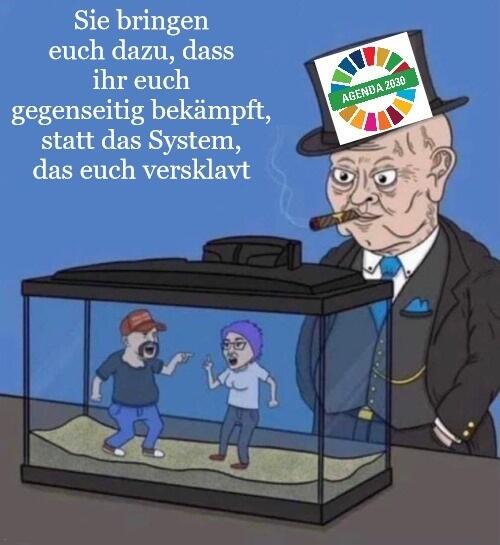 Sie bringen
euch dazu, dass
ihr euch
gegenseitig bekämpft,
statt das System,
das euch versklavt
AGENDA 2030